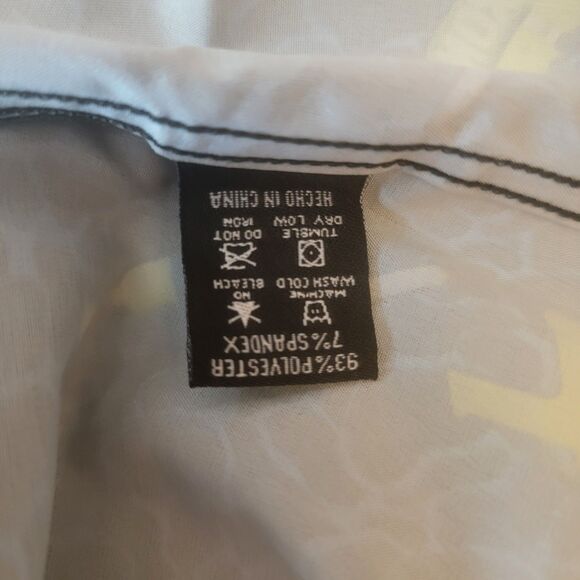 93% POLYESTER
7% SPANDEX
MACHINE WASH COLD
NO BLEACH
TUMBLE DRY LOW
DO NOT IRON
HECHO IN CHINA